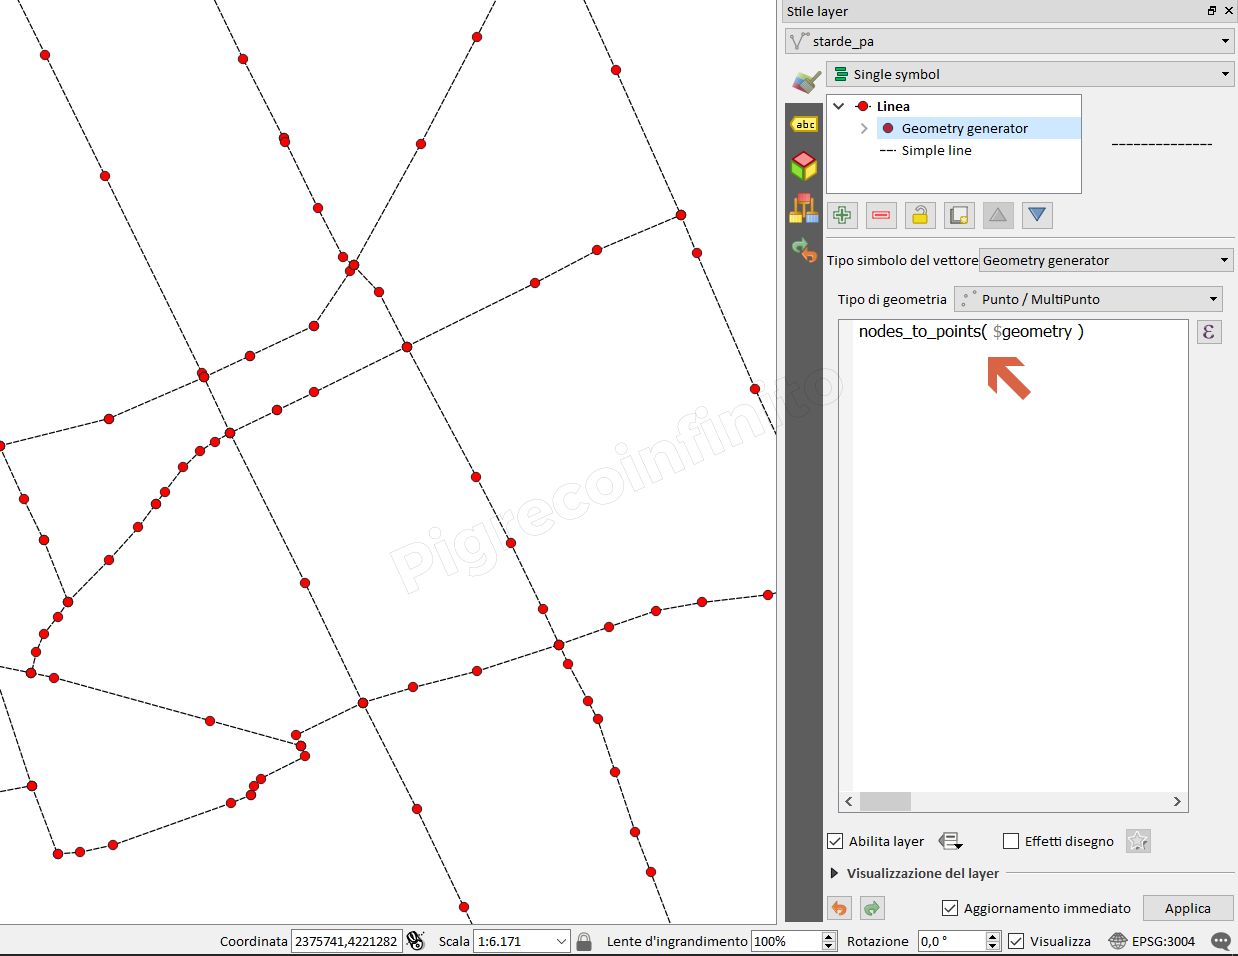 Stile layer
starde_pa
Single symbol
Linea
Geometry generator
Simple line
abc
Tipo simbolo del vettore Geometry generator
Tipo di geometria Punto / MultiPunto
nodes_to_points( $geometry )
ε
Pigrecoinfinito
Abilita layer Effetti disegno
Visualizzazione del layer
Aggiornamento immediato Applica
Coordinata 2375741,4221282 Scala 1:6.171 Lente d'ingrandimento 100% Rotazione 0,0 ° Visualizza EPSG:3004